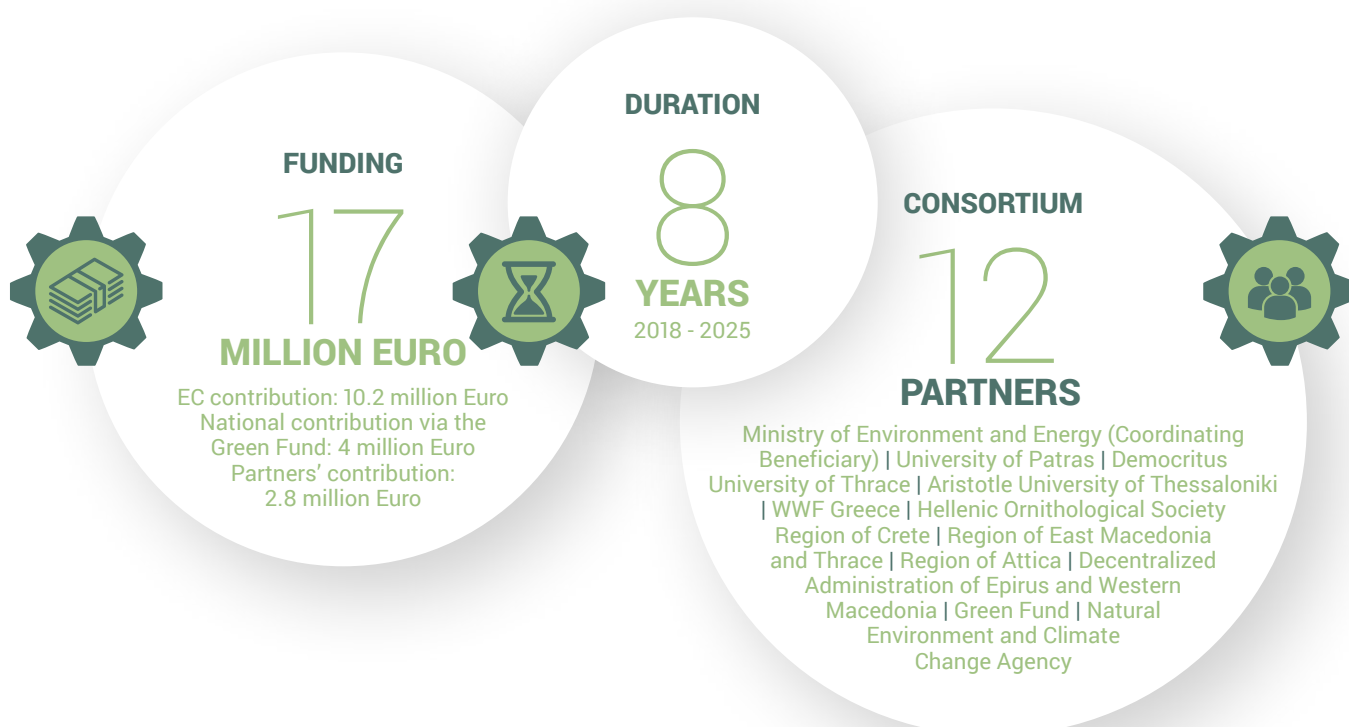 FUNDING
17
MILLION EURO
EC contribution: 10.2 million Euro
National contribution via the
Green Fund: 4 million Euro
Partners’ contribution:
2.8 million Euro
DURATION
8
YEARS
2018 - 2025
CONSORTIUM
12
PARTNERS
Ministry of Environment and Energy (Coordinating
Beneficiary) | University of Patras | Democritus
University of Thrace | Aristotle University of Thessaloniki
| WWF Greece | Hellenic Ornithological Society
Region of Crete | Region of East Macedonia
and Thrace | Region of Attica | Decentralized
Administration of Epirus and Western
Macedonia | Green Fund | Natural
Environment and Climate
Change Agency